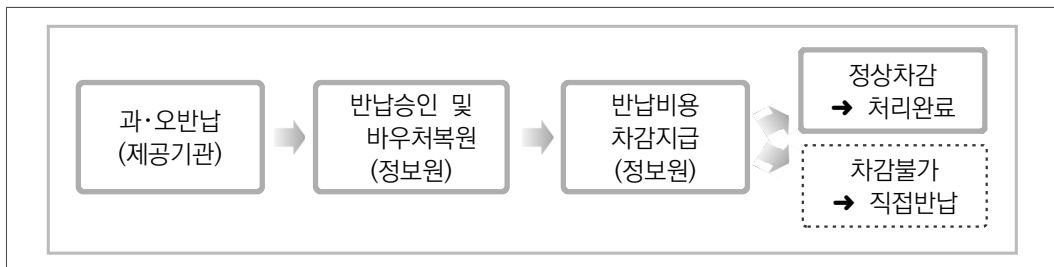 과·오반납
(제공기관)
반납승인 및
바우처복원
(정보원)
반납비용
차감지급
(정보원)
정상차감
➜ 처리완료
차감불가
➜ 직접반납